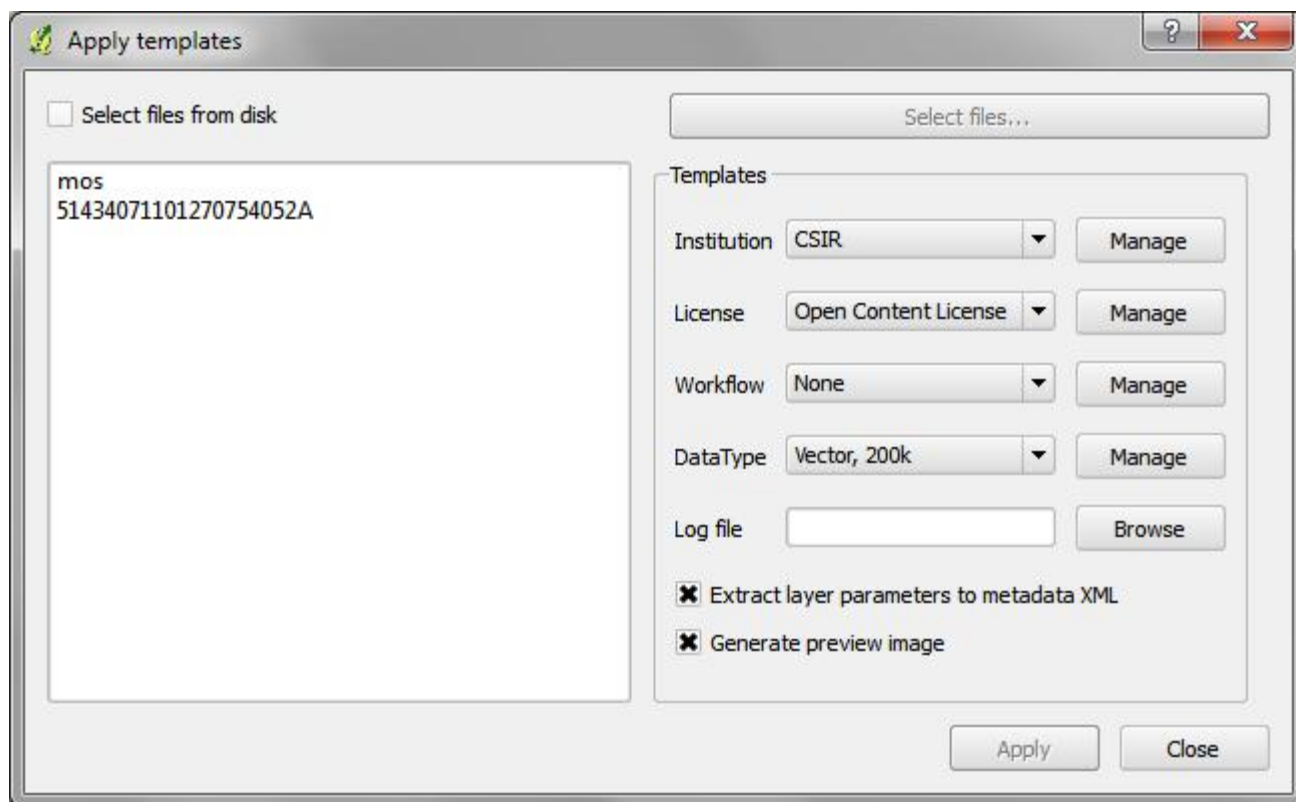 Apply templates
Select files from disk
Select files...
mos
51434071101270754052A
Templates
Institution CSIR Manage
License Open Content License Manage
Workflow None Manage
DataType Vector, 200k Manage
Log file Browse
Extract layer parameters to metadata XML
Generate preview image
Apply Close